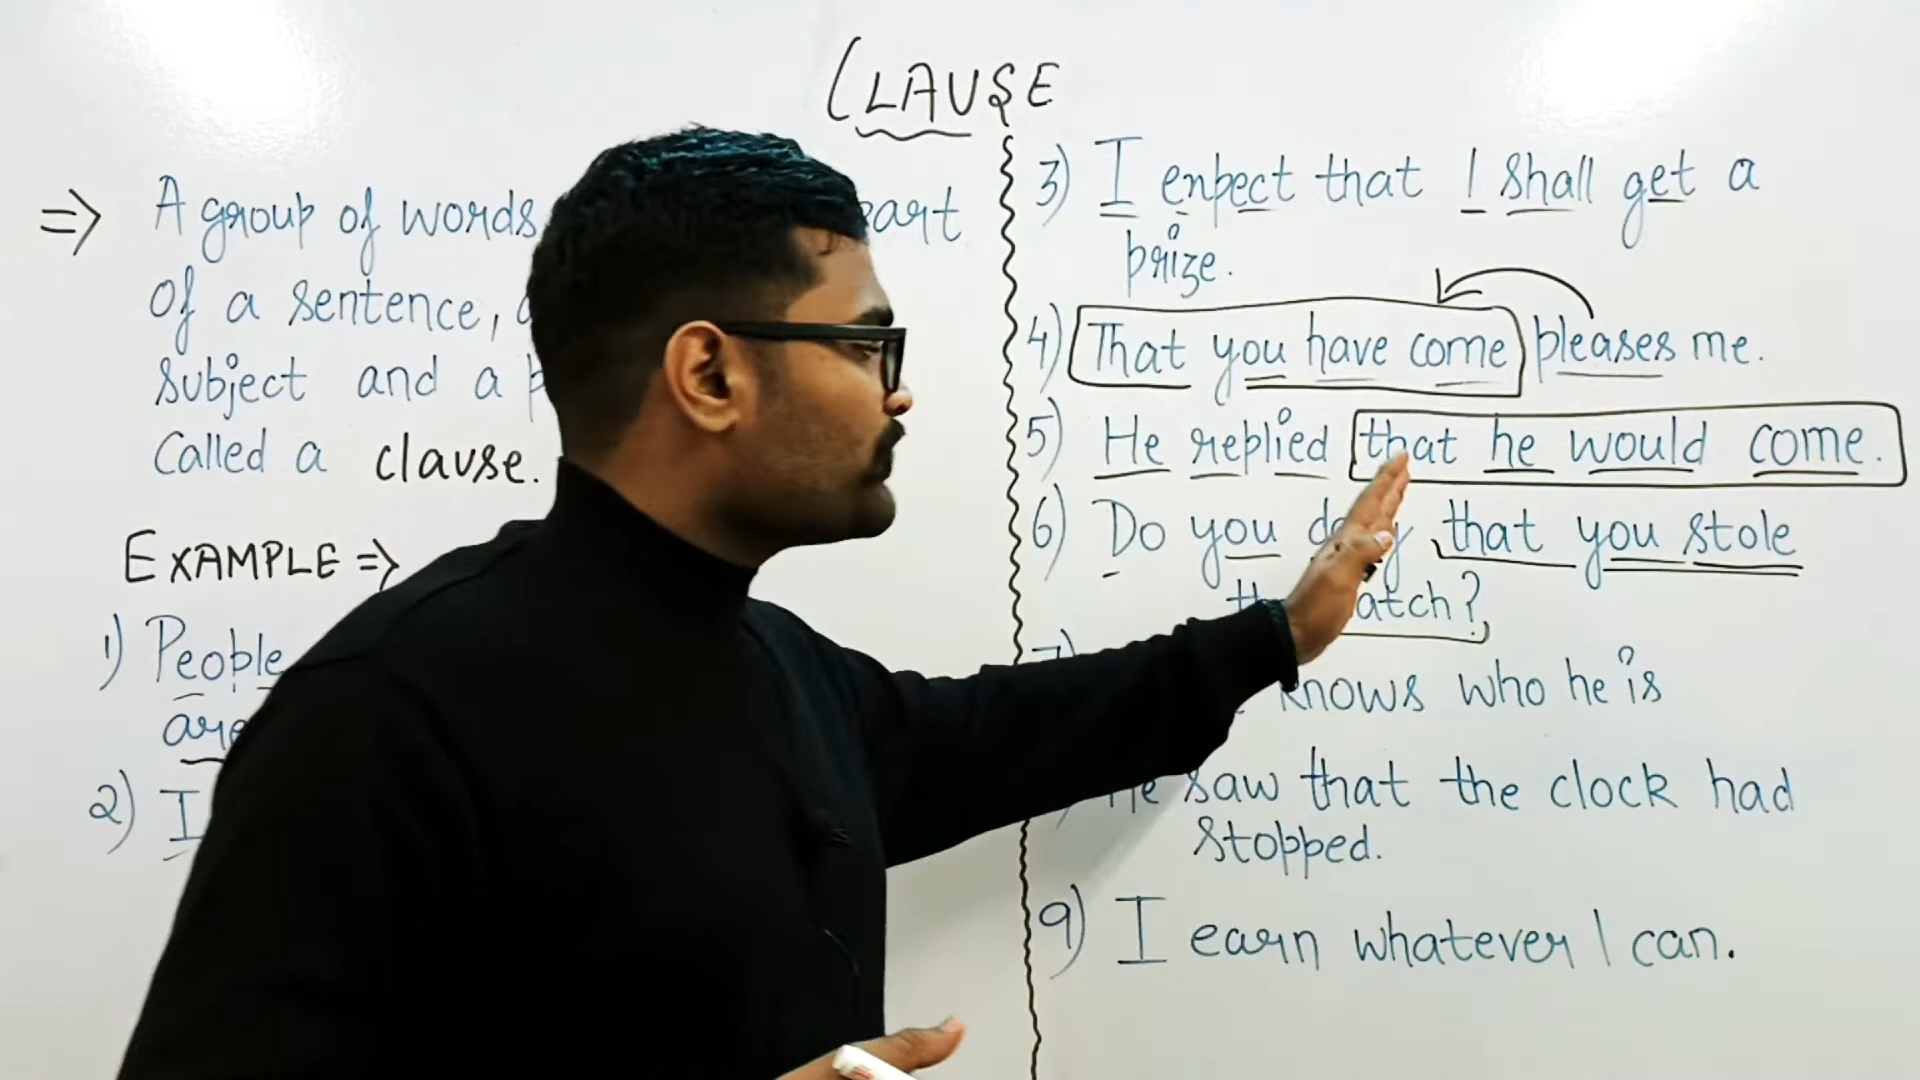 CLAUSE
=> A group of words part
of a sentence,
subject and a
Called a clause.
EXAMPLE =>
1) People
are
2) I
3) I expect that I shall get a
prize.
4) That you have come pleases me.
5) He replied that he would come.
6) Do you that you stole
knows who he is
He saw that the clock had
stopped.
9) I earn whatever I can.